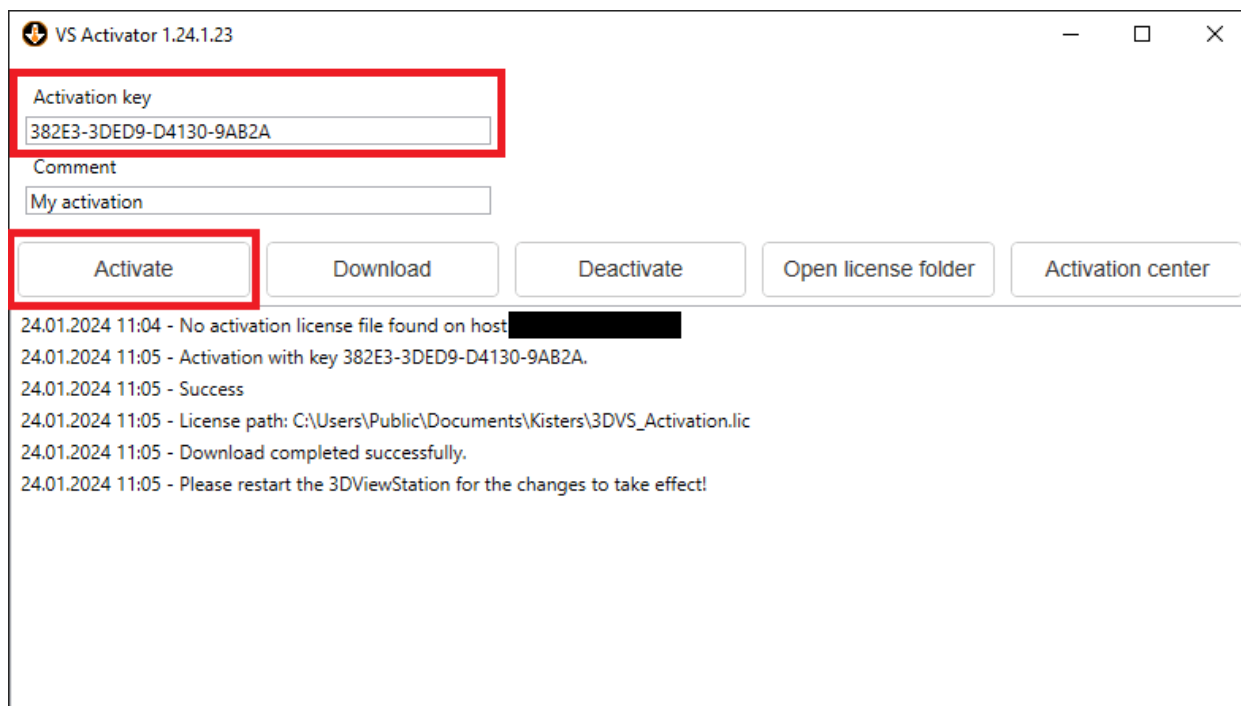 VS Activator 1.24.1.23
Activation key
382E3-3DED9-D4130-9AB2A
Comment
My activation
Activate Download Deactivate Open license folder Activation center
24.01.2024 11:04 - No activation license file found on host
24.01.2024 11:05 - Activation with key 382E3-3DED9-D4130-9AB2A.
24.01.2024 11:05 - Success
24.01.2024 11:05 - License path: C:\Users\Public\Documents\Kisters\3DVS_Activation.lic
24.01.2024 11:05 - Download completed successfully.
24.01.2024 11:05 - Please restart the 3DViewStation for the changes to take effect!